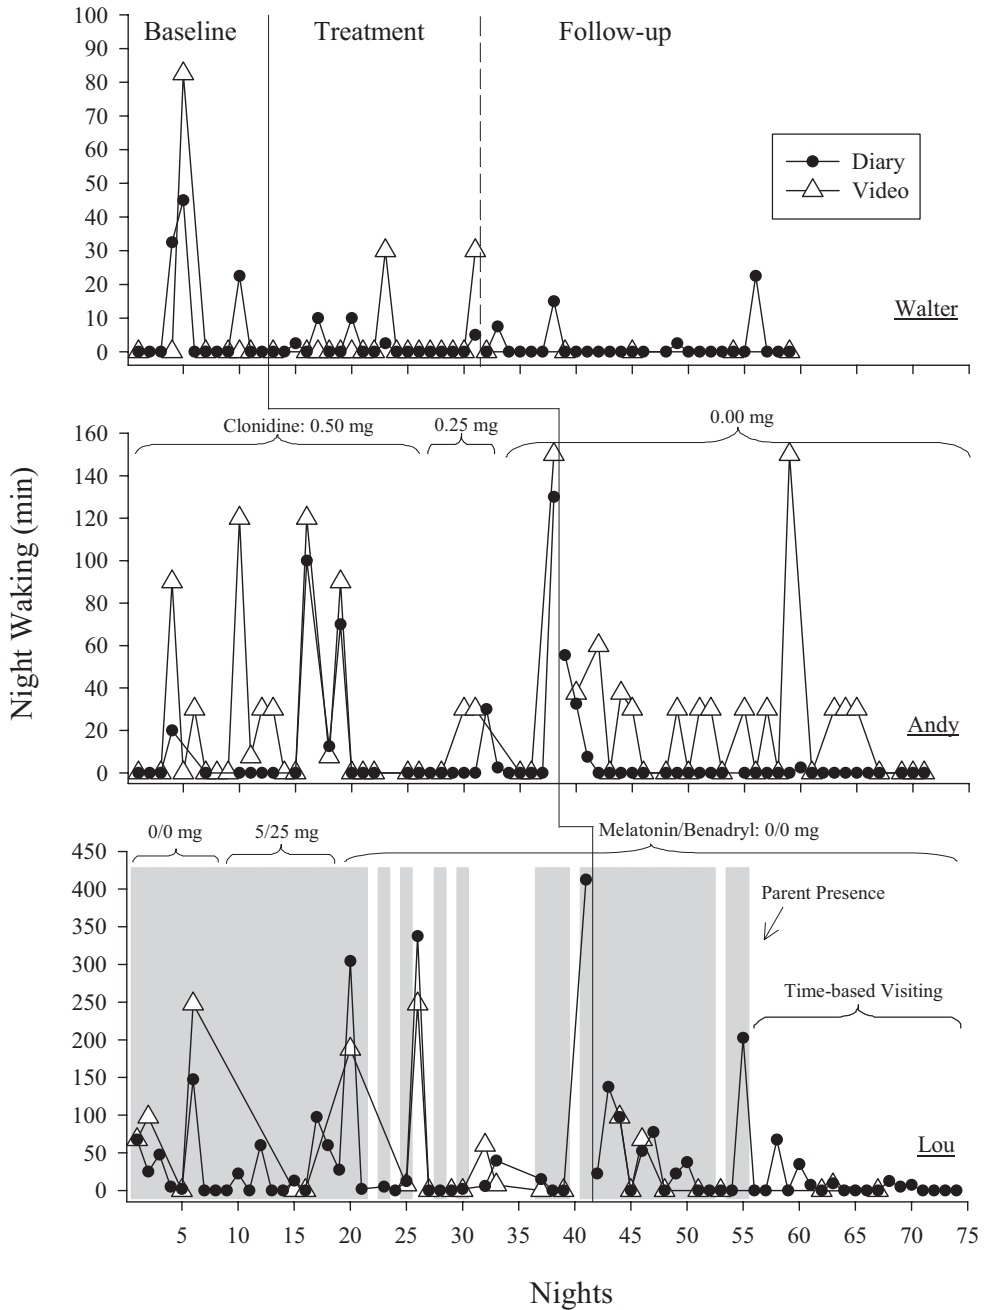 Baseline Treatment Follow-up
100
90
80
70
60
50
40
30
20
10
0
Diary
Video
Walter
Night Waking (min)
Clonidine: 0.50 mg 0.25 mg 0.00 mg
160
140
120
100
80
60
40
20
0
Andy
0/0 mg 5/25 mg Melatonin/Benadryl: 0/0 mg
450
400
350
300
250
200
150
100
50
0
Parent Presence
Time-based Visiting
Lou
5 10 15 20 25 30 35 40 45 50 55 60 65 70 75
Nights